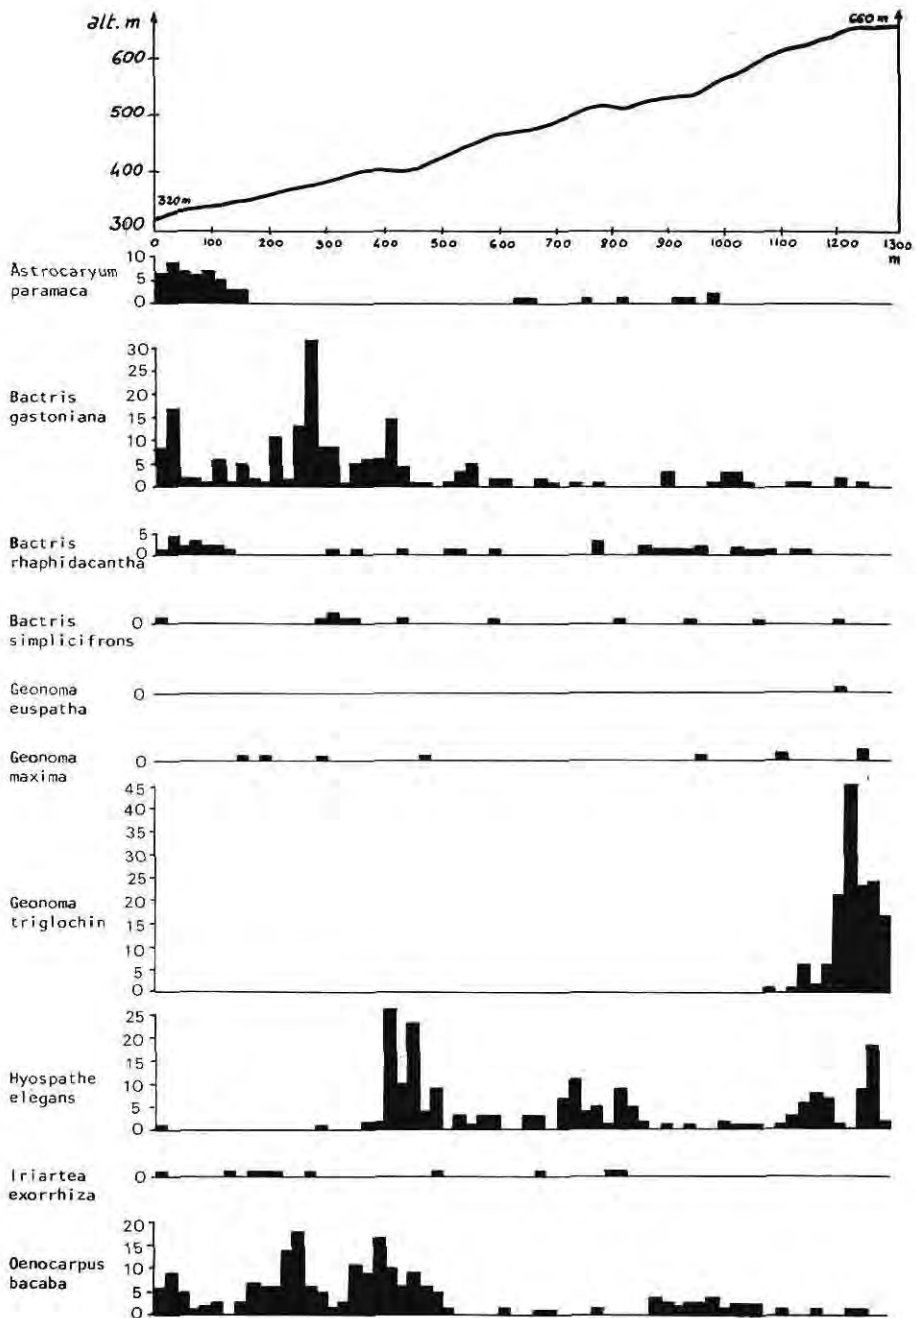 alt. m
660 m
600
500
400
320 m
300
0 100 200 300 400 500 600 700 800 900 1000 1100 1200 1300
m
Astrocaryum
paramaca
10
5
0
Bactris
gastoniana
30
25
20
15
10
5
0
Bactris
rhaphidacantha
5
0
Bactris
simplicifrons
0
Geonoma
euspatha
0
Geonoma
maxima
0
Geonoma
triglochin
45
40
35
30
25
20
15
10
5
0
Hyospathe
elegans
25
20
15
10
5
0
Iriartea
exorrhiza
0
Oenocarpus
bacaba
20
15
10
5
0